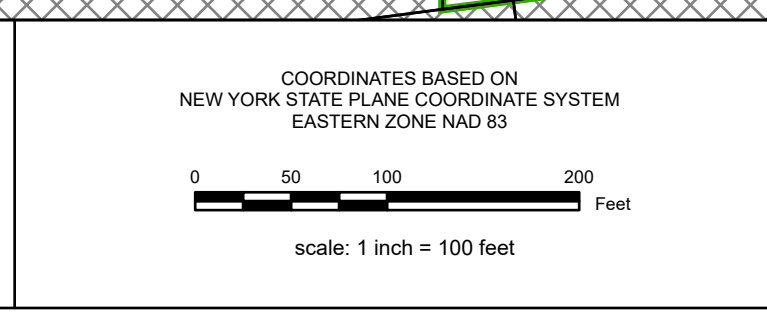 COORDINATES BASED ON
NEW YORK STATE PLANE COORDINATE SYSTEM
EASTERN ZONE NAD 83
0 50 100 200
Feet
scale: 1 inch = 100 feet